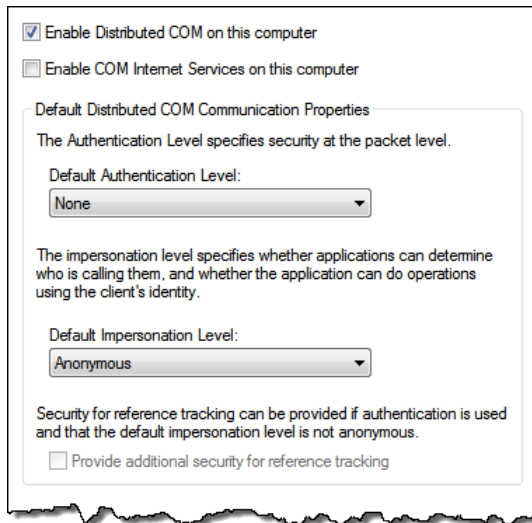 Enable Distributed COM on this computer
Enable COM Internet Services on this computer
Default Distributed COM Communication Properties
The Authentication Level specifies security at the packet level.
Default Authentication Level:
None
The impersonation level specifies whether applications can determine
who is calling them, and whether the application can do operations
using the client's identity.
Default Impersonation Level:
Anonymous
Security for reference tracking can be provided if authentication is used
and that the default impersonation level is not anonymous.
Provide additional security for reference tracking